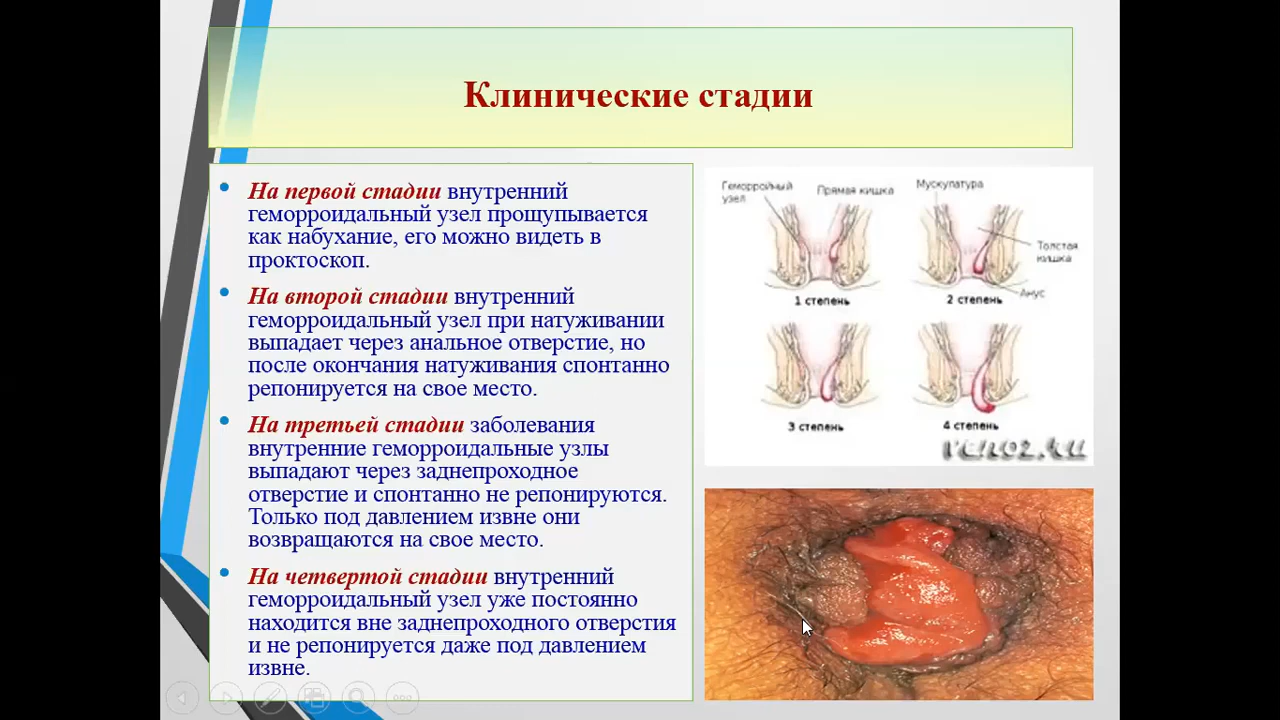 Клинические стадии
На первой стадии внутренний
геморроидальный узел прощупывается
как набухание, его можно видеть в
проктоскоп.
На второй стадии внутренний
геморроидальный узел при натуживании
выпадает через анальное отверстие, но
после окончания натуживания спонтанно
репонируется на свое место.
На третьей стадии заболевания
внутренние геморроидальные узлы
выпадают через заднепроходное
отверстие и спонтанно не репонируются.
Только под давлением извне они
возвращаются на свое место.
На четвертой стадии внутренний
геморроидальный узел уже постоянно
находится вне заднепроходного отверстия
и не репонируется даже под давлением
извне.
Геморройдный
узел
Прямая кишка
Мускулатура
Толстая
кишка
Анус
1 степень
2 степень
3 степень
4 степень